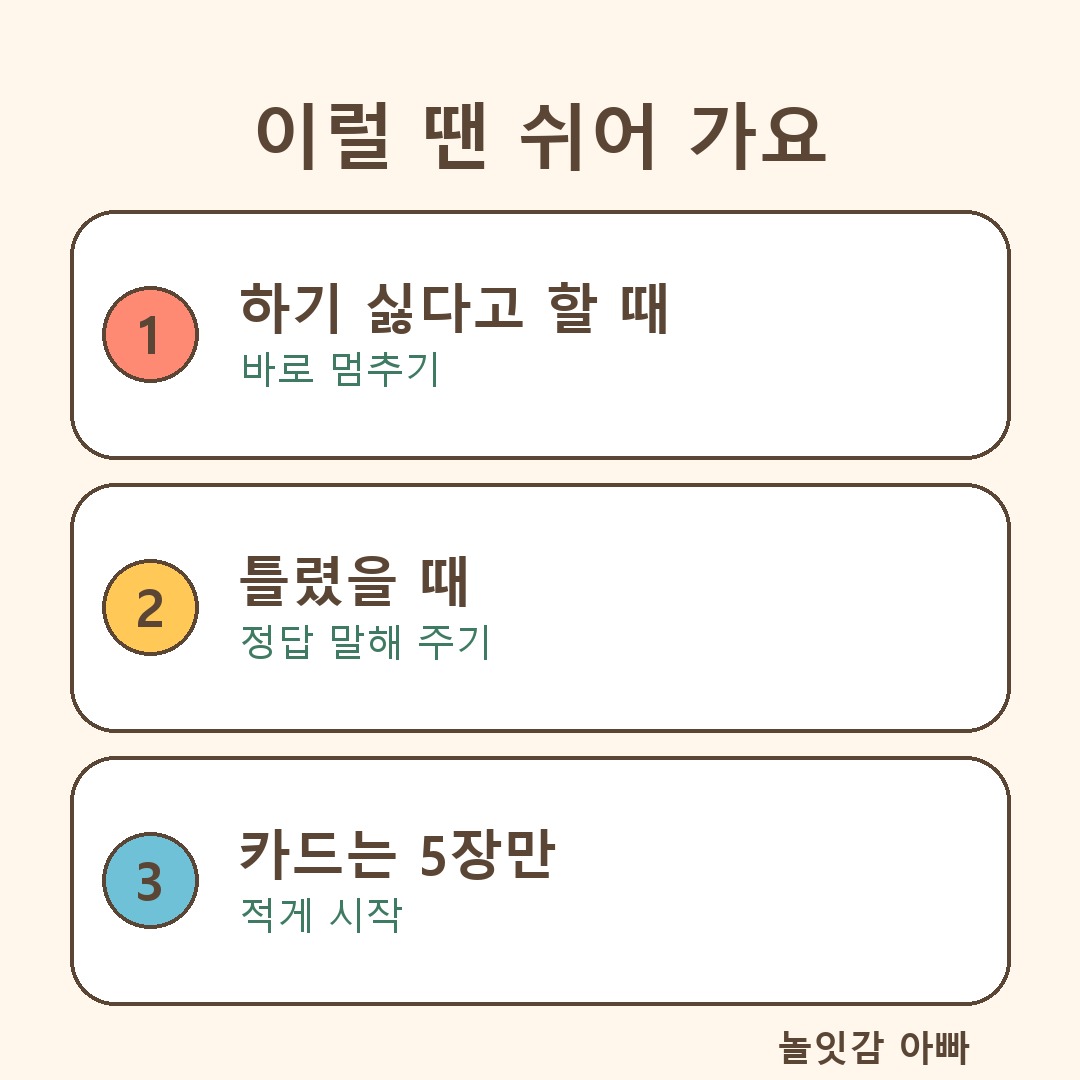 이럴 땐 쉬어 가요
1
하기 싫다고 할 때
바로 멈추기
2
틀렸을 때
정답 말해 주기
3
카드는 5장만
적게 시작
놀잇감 아빠